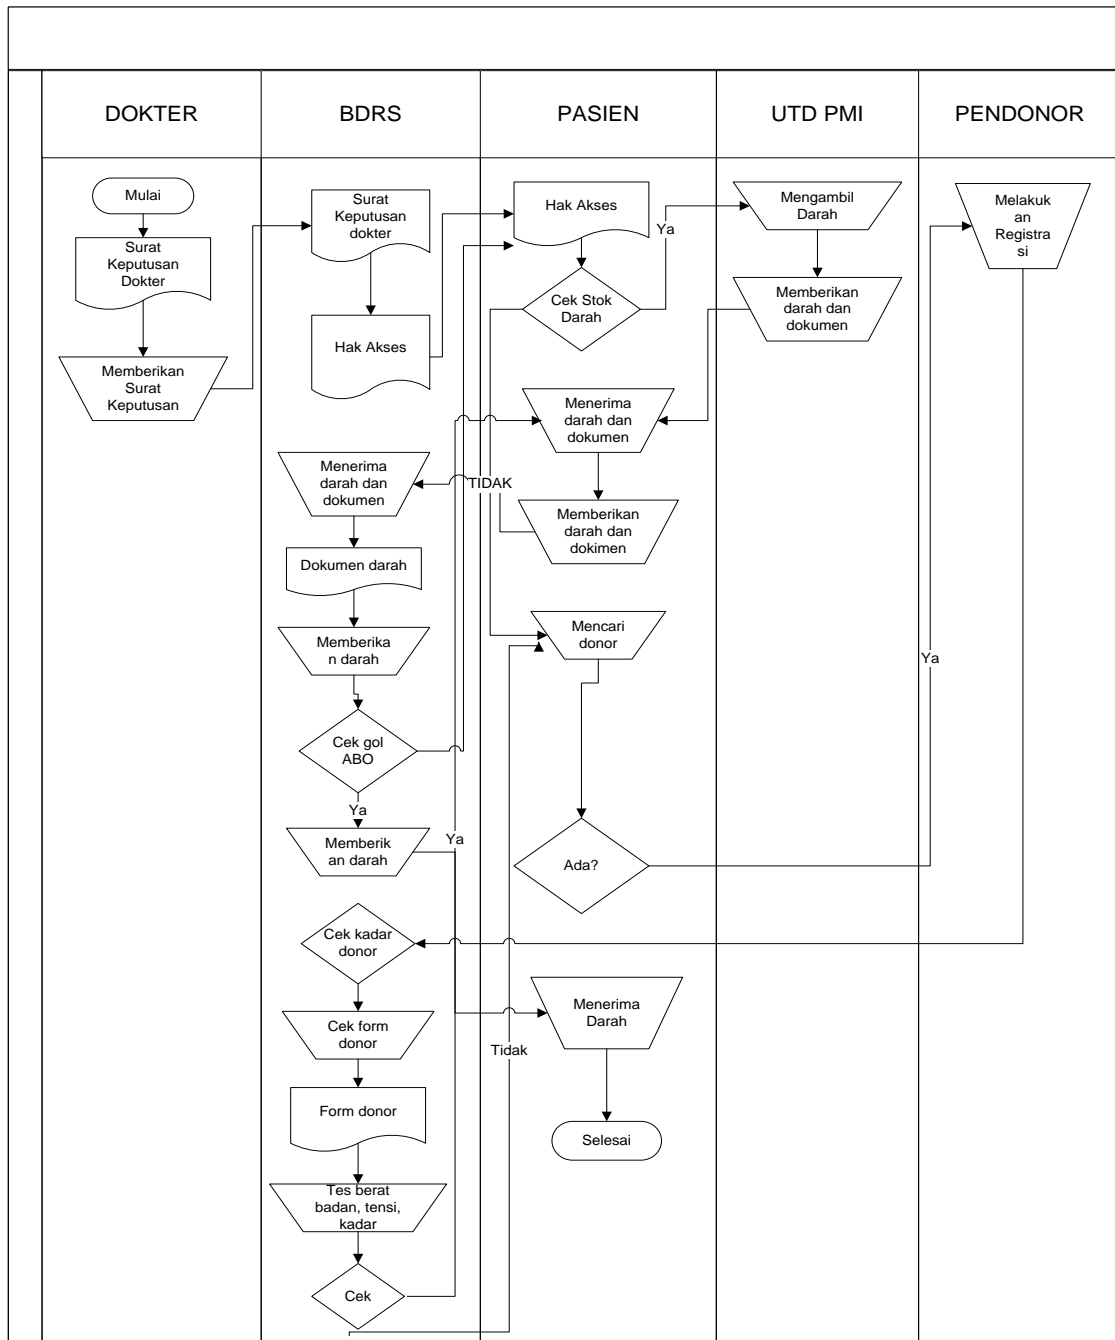 DOKTER
BDRS
PASIEN
UTD PMI
PENDONOR
Mulai
Surat
Keputusan
Dokter
Memberikan
Surat
Keputusan
Surat
Keputusan
dokter
Hak Akses
Menerima
darah dan
dokumen
Dokumen darah
Memberika
n darah
Cek gol
ABO
Ya
Memberik
an darah
Cek kadar
donor
Cek form
donor
Form donor
Tes berat
badan, tensi,
kadar
Cek
Ya
Hak Akses
Ya
Cek Stok
Darah
Menerima
darah dan
dokumen
TIDAK
Memberikan
darah dan
dokimen
Mencari
donor
Ada?
Menerima
Darah
Tidak
Selesai
Mengambil
Darah
Memberikan
darah dan
dokumen
Melakuk
an
Registra
si
Ya